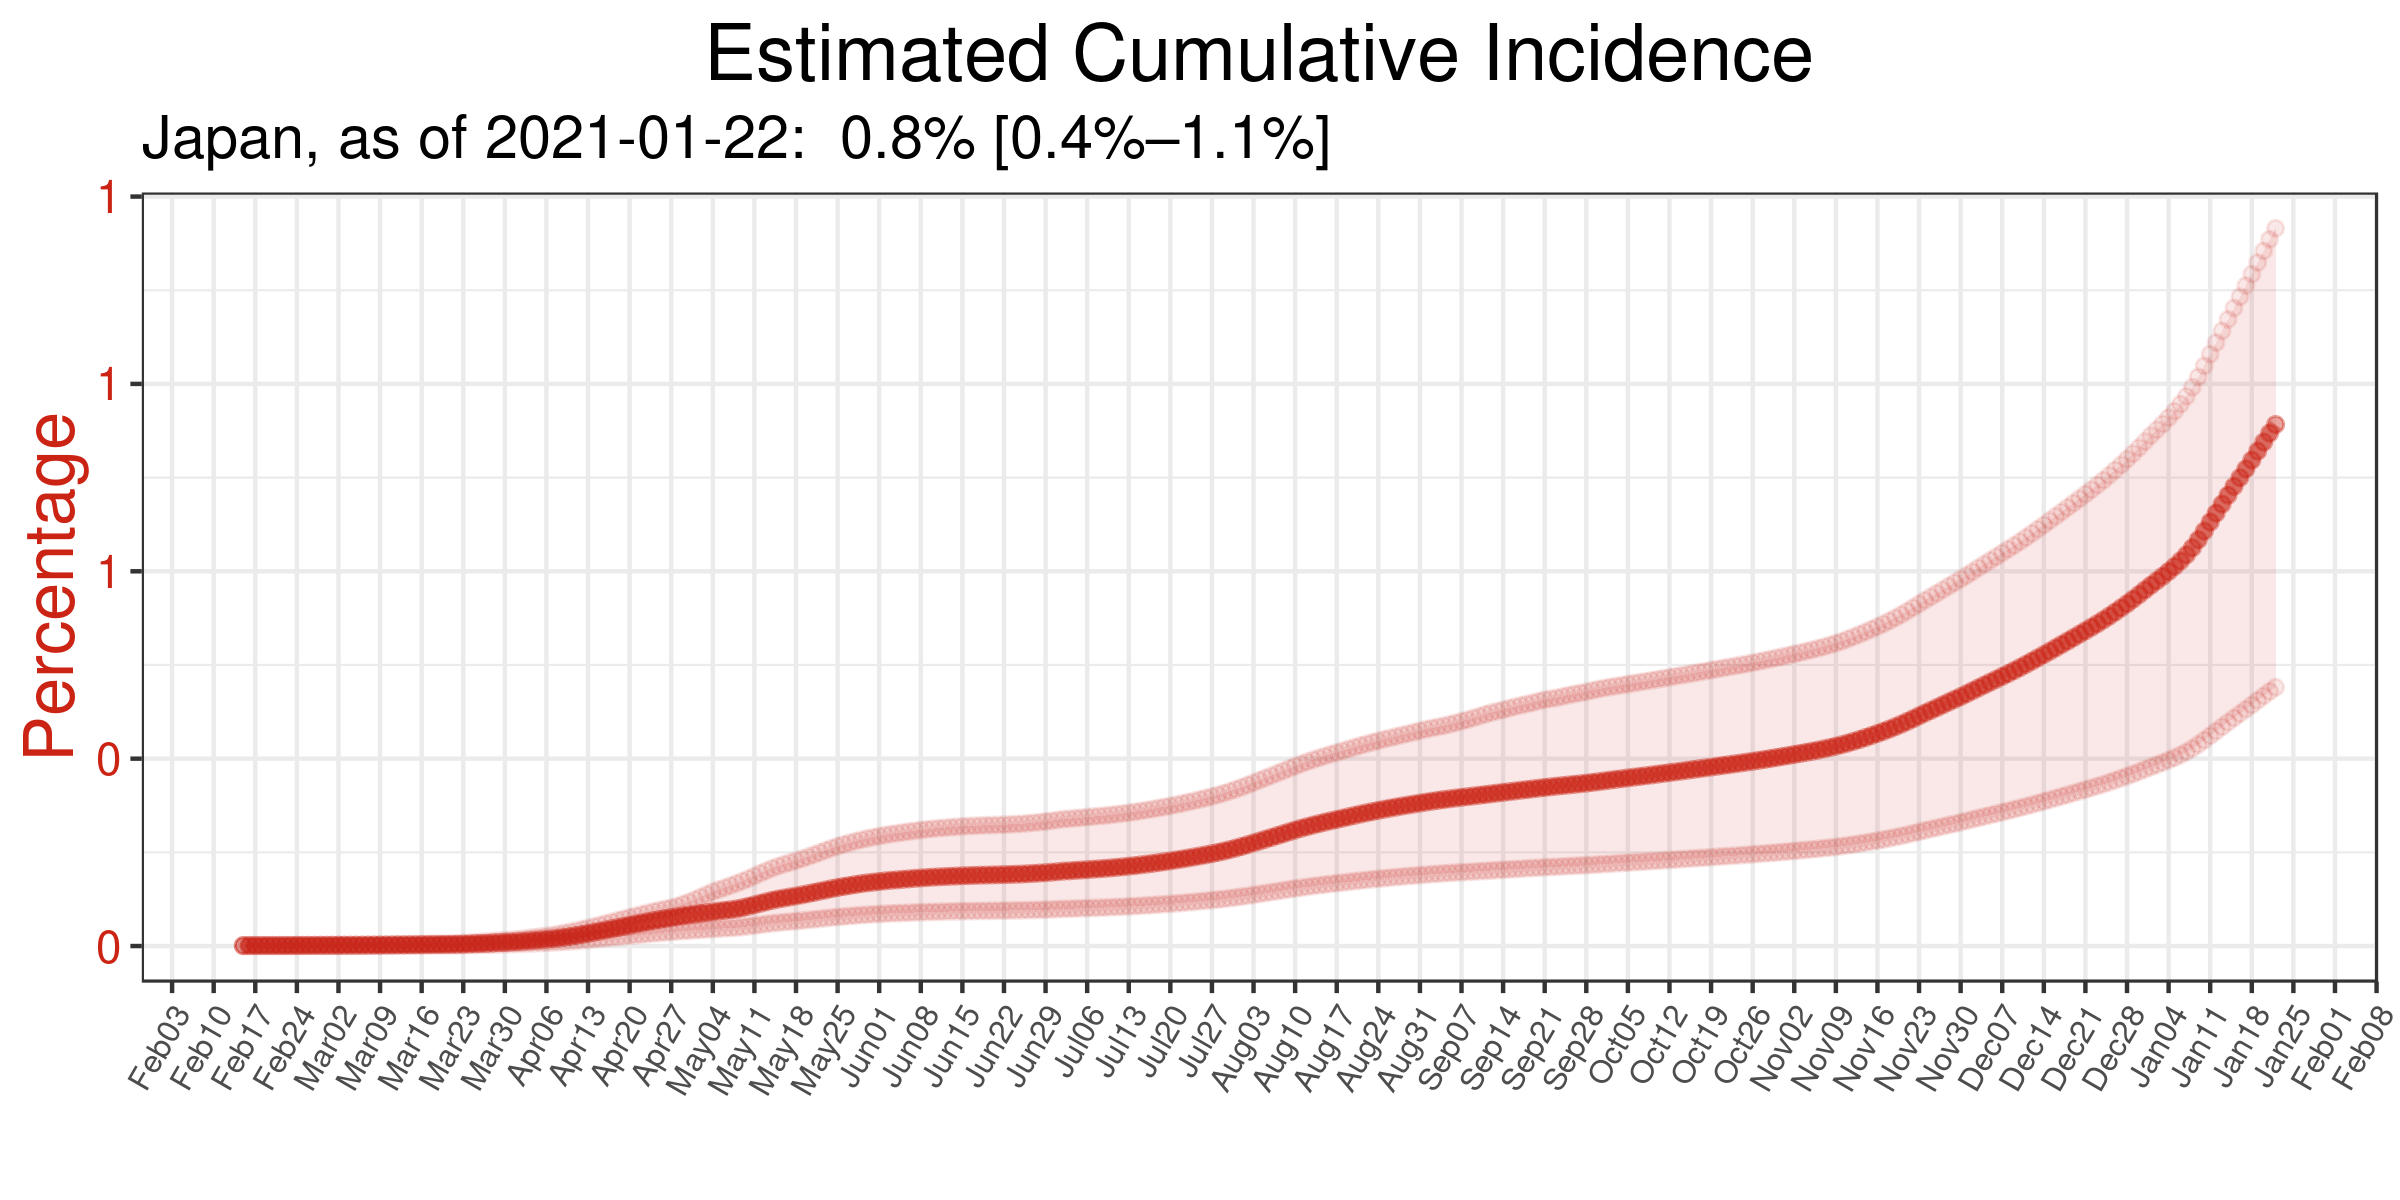 Estimated Cumulative Incidence
Japan, as of 2021-01-22: 0.8% [0.4%–1.1%]
Percentage
1
1
1
0
0
Feb03
Feb10
Feb17
Feb24
Mar02
Mar09
Mar16
Mar23
Mar30
Apr06
Apr13
Apr20
Apr27
May04
May11
May18
May25
Jun01
Jun08
Jun15
Jun22
Jun29
Jul06
Jul13
Jul20
Jul27
Aug03
Aug10
Aug17
Aug24
Aug31
Sep07
Sep14
Sep21
Sep28
Oct05
Oct12
Oct19
Oct26
Nov02
Nov09
Nov16
Nov23
Nov30
Dec07
Dec14
Dec21
Dec28
Jan04
Jan11
Jan18
Jan25
Feb01
Feb08